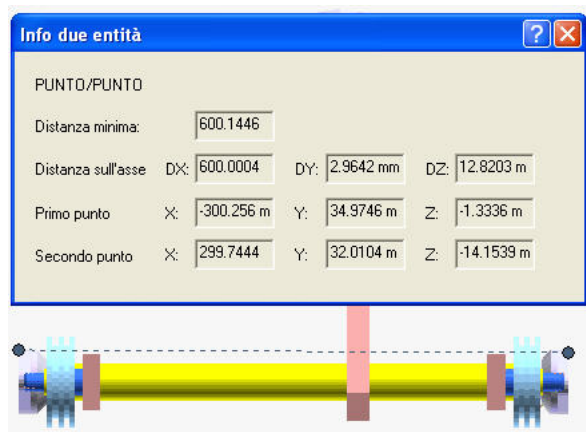 Info due entità
PUNTO/PUNTO
Distanza minima: 600.1446
Distanza sull'asse DX: 600.0004 DY: 2.9642 mm DZ: 12.8203 m
Primo punto X: -300.256 m Y: 34.9746 m Z: -1.3336 m
Secondo punto X: 299.7444 Y: 32.0104 m Z: -14.1539 m